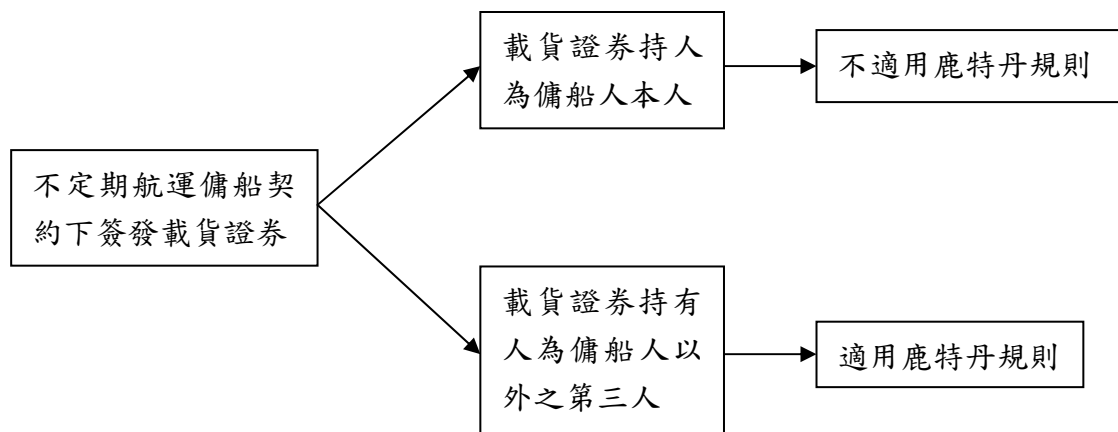 不定期航運傭船契
約下簽發載貨證券
載貨證券持人
為傭船人本人
不適用鹿特丹規則
載貨證券持有
人為傭船人以
外之第三人
適用鹿特丹規則